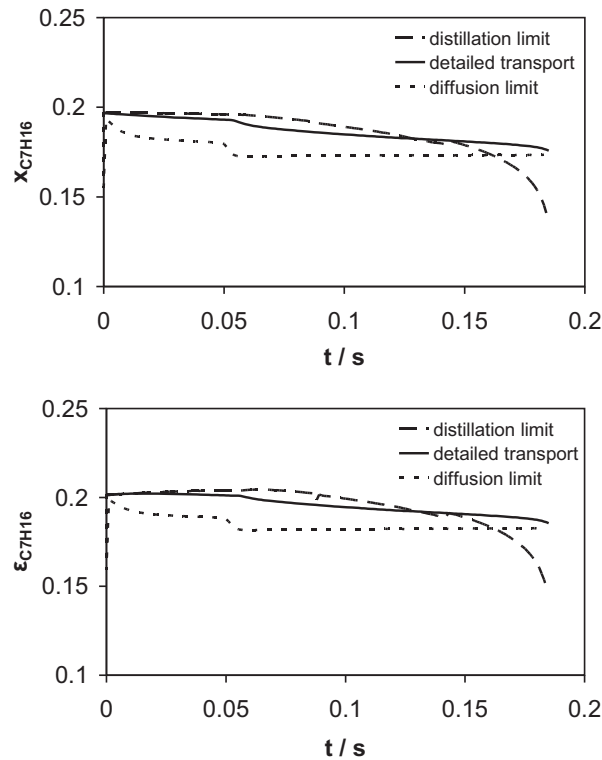 0.25
distillation limit
detailed transport
diffusion limit
0.2
xC7H16
0.15
0.1
0 0.05 0.1 0.15 0.2
t / s
0.25
distillation limit
detailed transport
diffusion limit
0.2
εC7H16
0.15
0.1
0 0.05 0.1 0.15 0.2
t / s